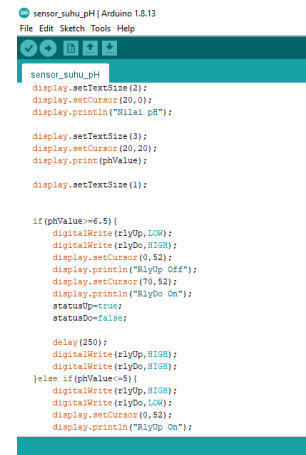 sensor_suhu_pH | Arduino 1.8.13
File Edit Sketch Tools Help
sensor_suhu_pH
display.setTextSize(2);
display.setCursor(20,0);
display.println("Nilai pH");
display.setTextSize(3);
display.setCursor(20,20);
display.print(phValue);
display.setTextSize(1);
if(phValue>=6.5){
digitalWrite(rlyUp,LOW);
digitalWrite(rlyDo,HIGH);
display.setCursor(0,52);
display.println("RlyUp Off");
display.setCursor(70,52);
display.println("RlyDo On");
statusUp=true;
statusDo=false;
delay(250);
digitalWrite(rlyUp,HIGH);
digitalWrite(rlyDo,HIGH);
}else if(phValue<=5){
digitalWrite(rlyUp,HIGH);
digitalWrite(rlyDo,LOW);
display.setCursor(0,52);
display.println("RlyUp On");